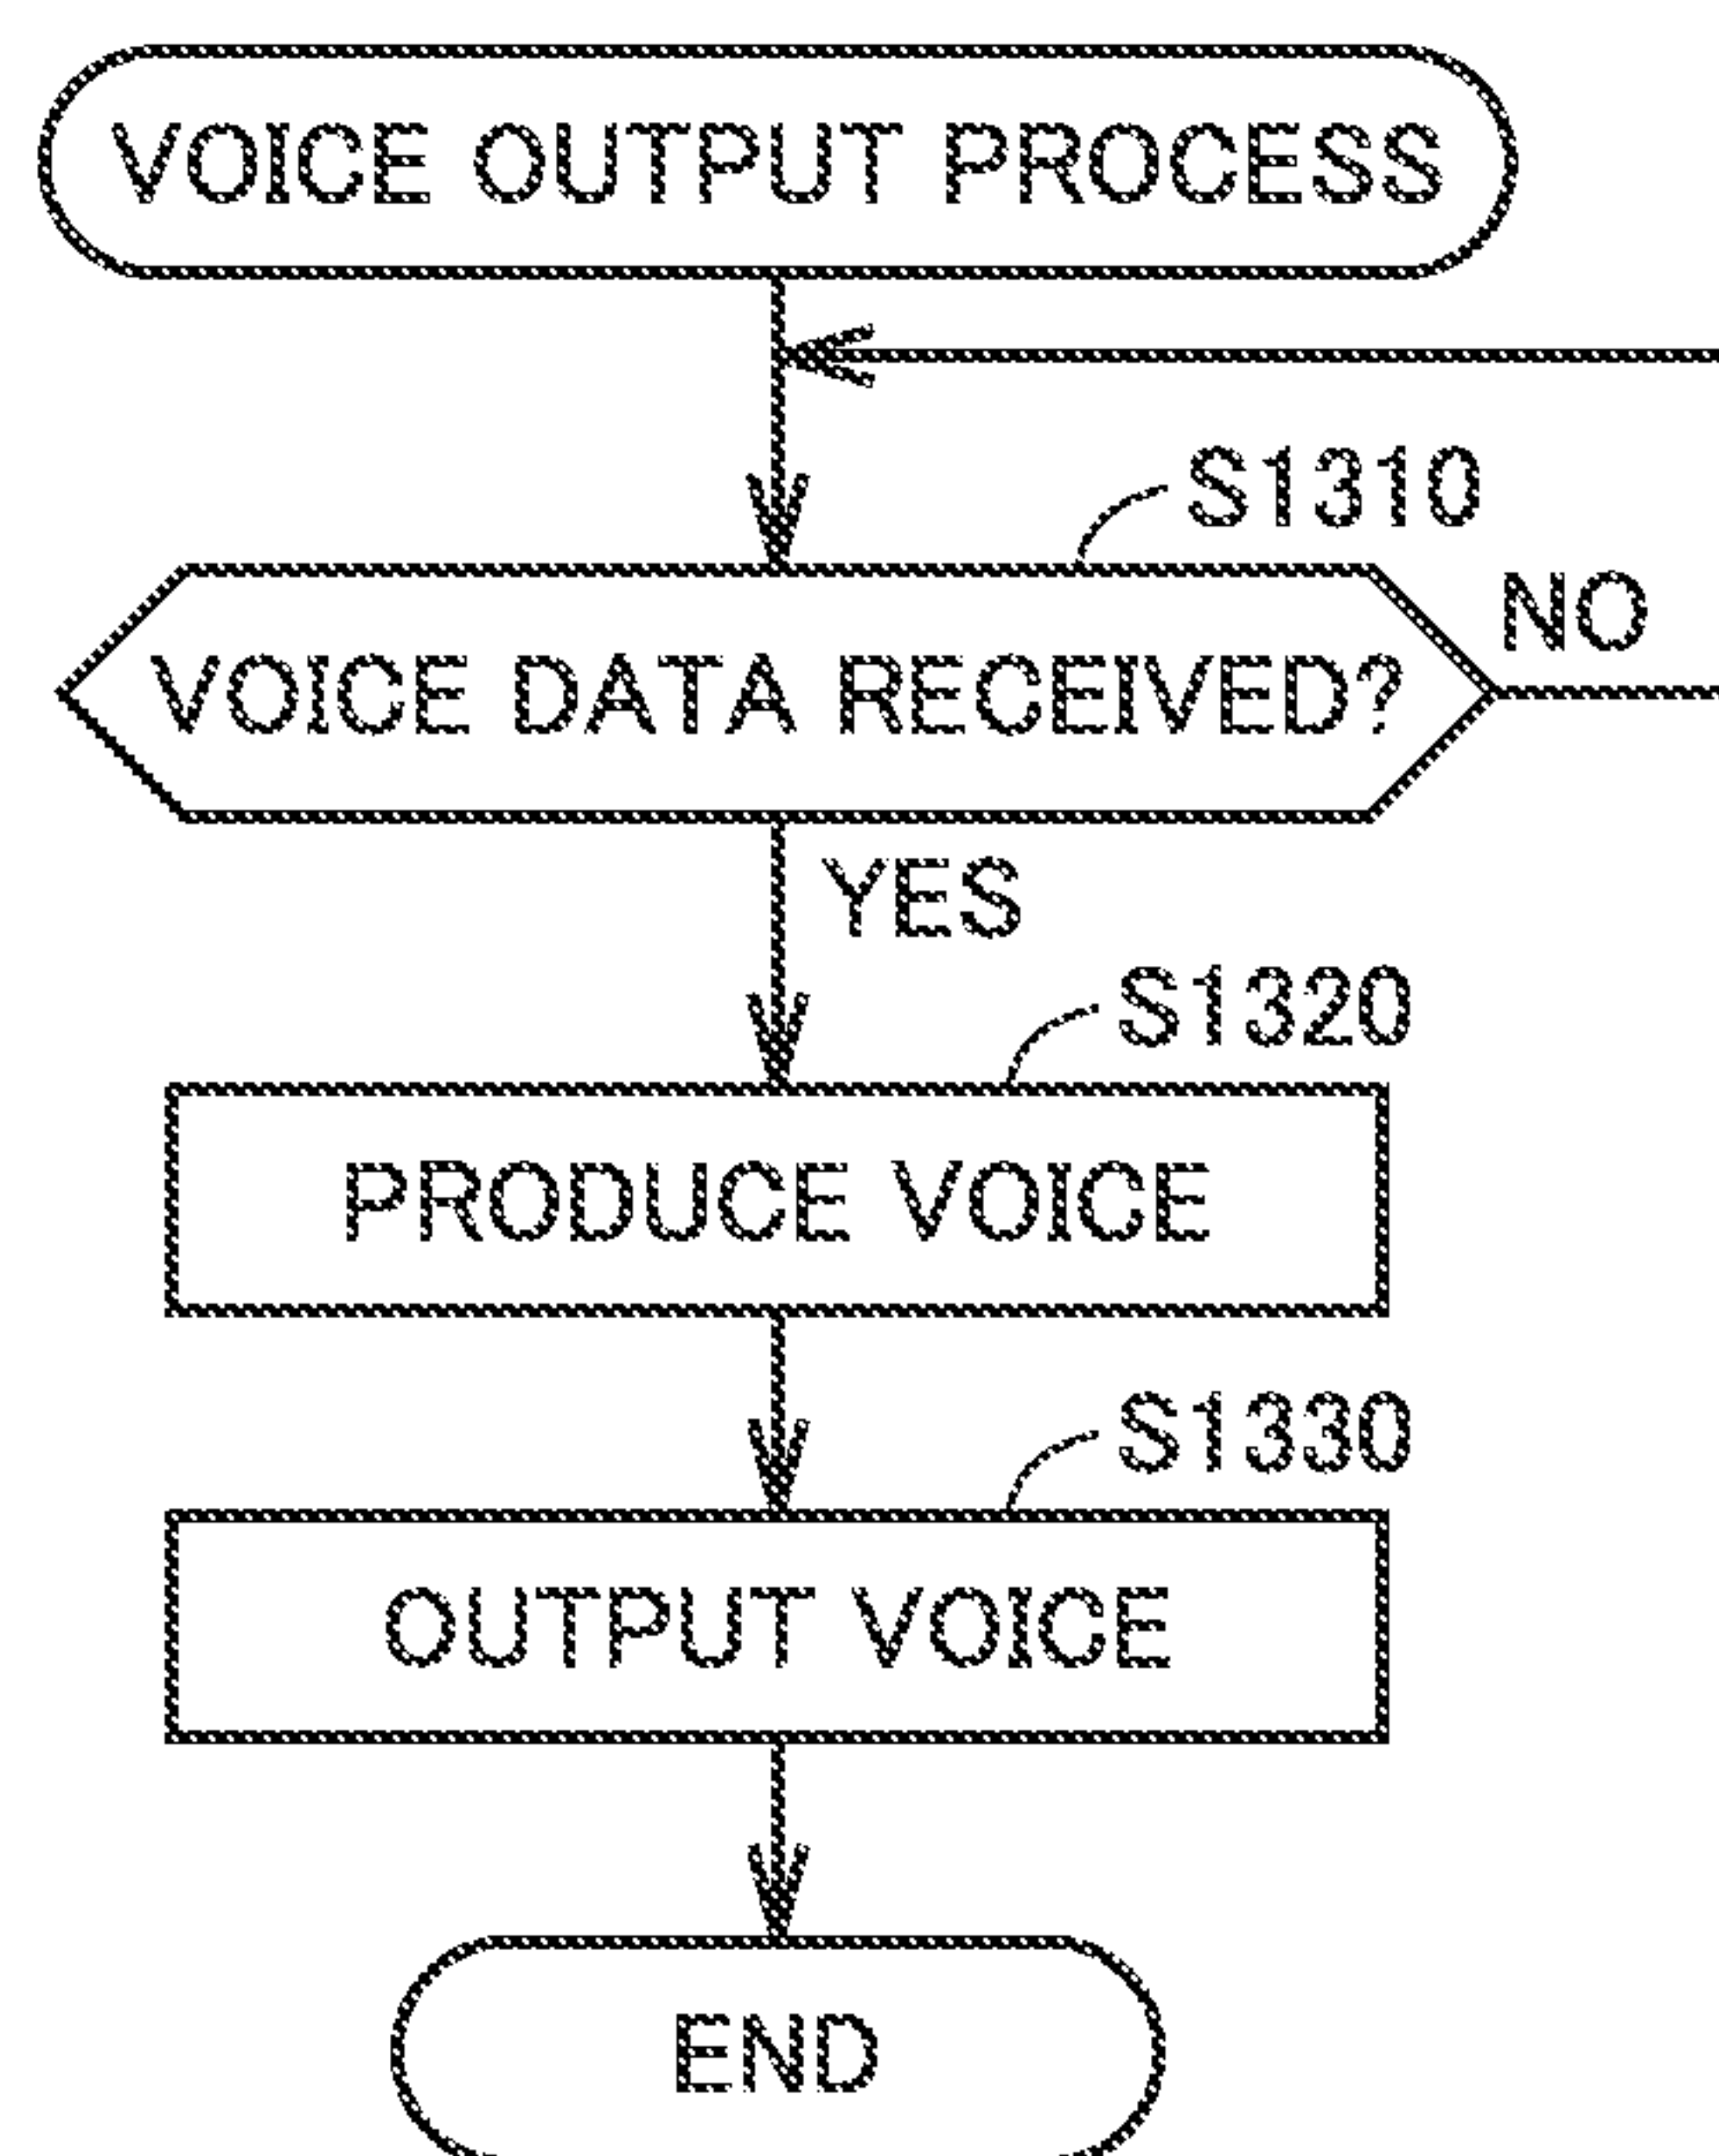 VOICE OUTPUT PROCESS
S1310
VOICE DATA RECEIVED?
NO
YES
S1320
PRODUCE VOICE
S1330
OUTPUT VOICE
END